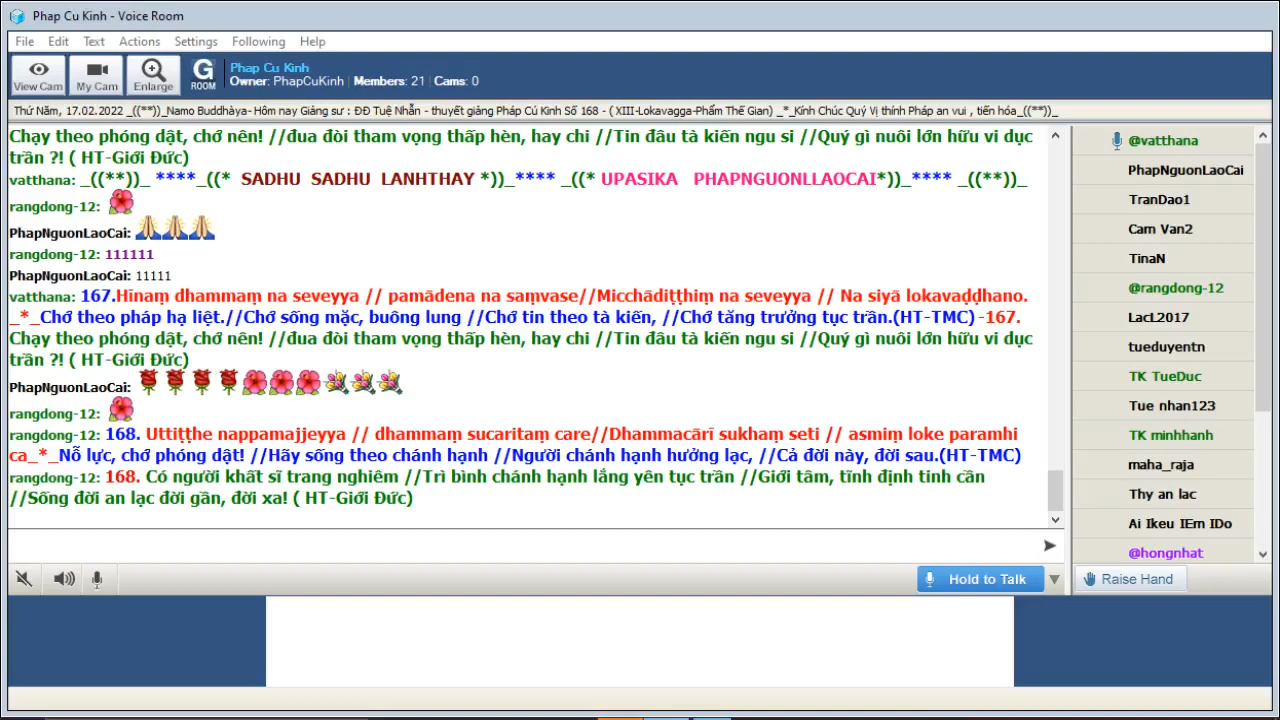 Phap Cu Kinh - Voice Room
File Edit Text Actions Settings Following Help
View Cam My Cam Enlarge G ROOM
Phap Cu Kinh
Owner: PhapCuKinh Members: 21 Cams: 0
Thứ Năm, 17.02.2022 _((**))_Namo Buddhàya- Hôm nay Giảng sư : ĐĐ Tuệ Nhẫn - thuyết giảng Pháp Cú Kinh Số 168 - ( XIII-Lokavagga-Phẩm Thế Gian) _*_Kính Chúc Quý Vị thính Pháp an vui , tiến hóa_((**))_
Chạy theo phóng dật, chớ nên! //đua đòi tham vọng thấp hèn, hay chi //Tin đâu tà kiến ngu si //Quý gì nuôi lớn hữu vi dục
trần ?! ( HT-Giới Đức)
vatthana: _((**))_ ****_((* SADHU SADHU LANHTHAY *))_**** _((* UPASIKA PHAPNGUONLLAOCAI*))_**** _((**))_
rangdong-12:
PhapNguonLaoCai:
rangdong-12: 111111
PhapNguonLaoCai: 11111
vatthana: 167.Hīnaṃ dhammaṃ na seveyya // pamādena na saṃvase//Micchādiṭṭhiṃ na seveyya // Na siyā lokavaḍḍhano.
_*_Chớ theo pháp hạ liệt.//Chớ sống mặc, buông lung //Chớ tin theo tà kiến, //Chớ tăng trưởng tục trần.(HT-TMC) -167.
Chạy theo phóng dật, chớ nên! //đua đòi tham vọng thấp hèn, hay chi //Tin đâu tà kiến ngu si //Quý gì nuôi lớn hữu vi dục
trần ?! ( HT-Giới Đức)
PhapNguonLaoCai:
rangdong-12:
rangdong-12: 168. Uttiṭṭhe nappamajjeyya // dhammaṃ sucaritaṃ care//Dhammacārī sukhaṃ seti // asmiṃ loke paramhi
ca_*_Nỗ lực, chớ phóng dật! //Hãy sống theo chánh hạnh //Người chánh hạnh hưởng lạc, //Cả đời này, đời sau.(HT-TMC)
rangdong-12: 168. Có người khất sĩ trang nghiêm //Trì bình chánh hạnh lắng yên tục trần //Giới tâm, tĩnh định tinh cần
//Sống đời an lạc đời gần, đời xa! ( HT-Giới Đức)
Hold to Talk
@vatthana
PhapNguonLaoCai
TranDao1
Cam Van2
TinaN
@rangdong-12
LacL2017
tueduyentn
TK TueDuc
Tue nhan123
TK minhhanh
maha_raja
Thy an lac
Ai lkeu IEm IDo
@hongnhat
Raise Hand